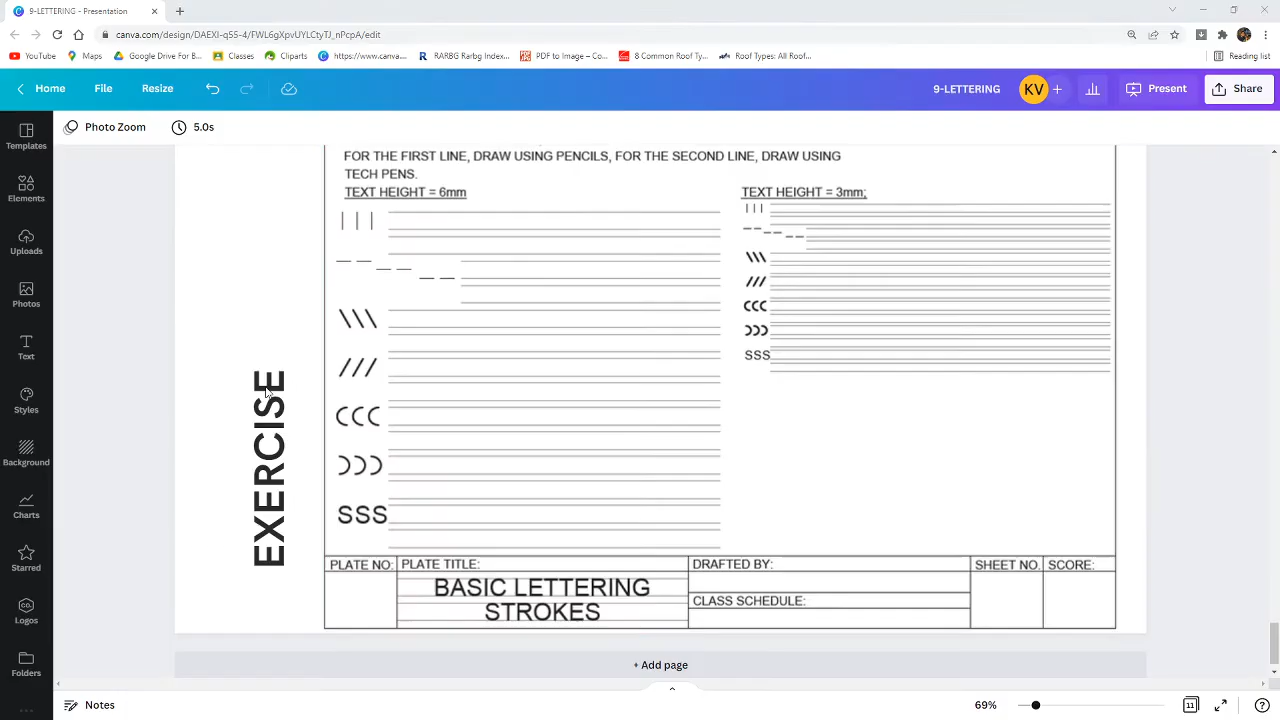 9-LETTERING - Presentation
canva.com/design/DAEXI-q5S-4/FWL6gXpvUYLCtyTJ_nPcpA/edit
YouTube
Maps
Google Drive For B...
Classes
Cliparts
https://www.canva....
RARBG Rarbg Index...
PDF to Image – Co...
8 Common Roof Ty...
Roof Types: All Roof...
Reading list
Home
File
Resize
9-LETTERING
KV
Present
Share
Photo Zoom
5.0s
Templates
Elements
Uploads
Photos
Text
Styles
Background
Charts
Starred
CO.
Logos
Folders
EXERCISE
FOR THE FIRST LINE, DRAW USING PENCILS, FOR THE SECOND LINE, DRAW USING
TECH PENS.
TEXT HEIGHT = 6mm
| | |
— — — — — —
\\\
///
CCC
)))
SSS
TEXT HEIGHT = 3mm;
| | |
— — — — — —
\\\
///
CCC
)))
SSS
PLATE NO:
PLATE TITLE:
BASIC LETTERING
STROKES
DRAFTED BY:
CLASS SCHEDULE:
SHEET NO.
SCORE:
+ Add page
Notes
69%
11